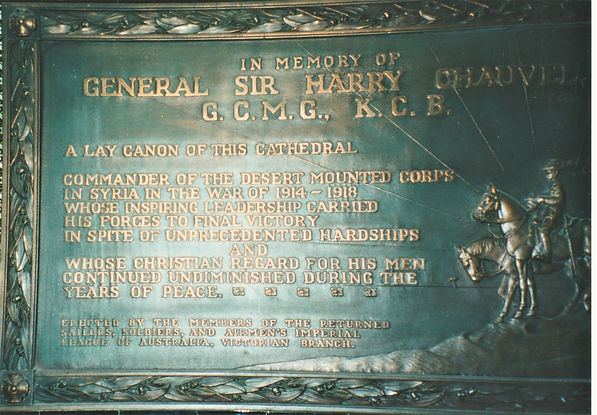 IN MEMORY OF
GENERAL SIR HARRY CHAUVEL,
G.C.M.G., K.C.B.
A LAY CANON OF THIS CATHEDRAL
COMMANDER OF THE DESERT MOUNTED CORPS
IN SYRIA IN THE WAR OF 1914 – 1918.
WHOSE INSPIRING LEADERSHIP CARRIED
HIS FORCES TO FINAL VICTORY
IN SPITE OF UNPRECEDENTED HARDSHIPS
AND
WHOSE CHRISTIAN REGARD FOR HIS MEN
CONTINUED UNDIMINISHED DURING THE
YEARS OF PEACE.
ERECTED BY THE MEMBERS OF THE RETURNED
SAILORS, SOLDIERS, AND AIRMEN'S IMPERIAL
LEAGUE OF AUSTRALIA, VICTORIAN BRANCH.